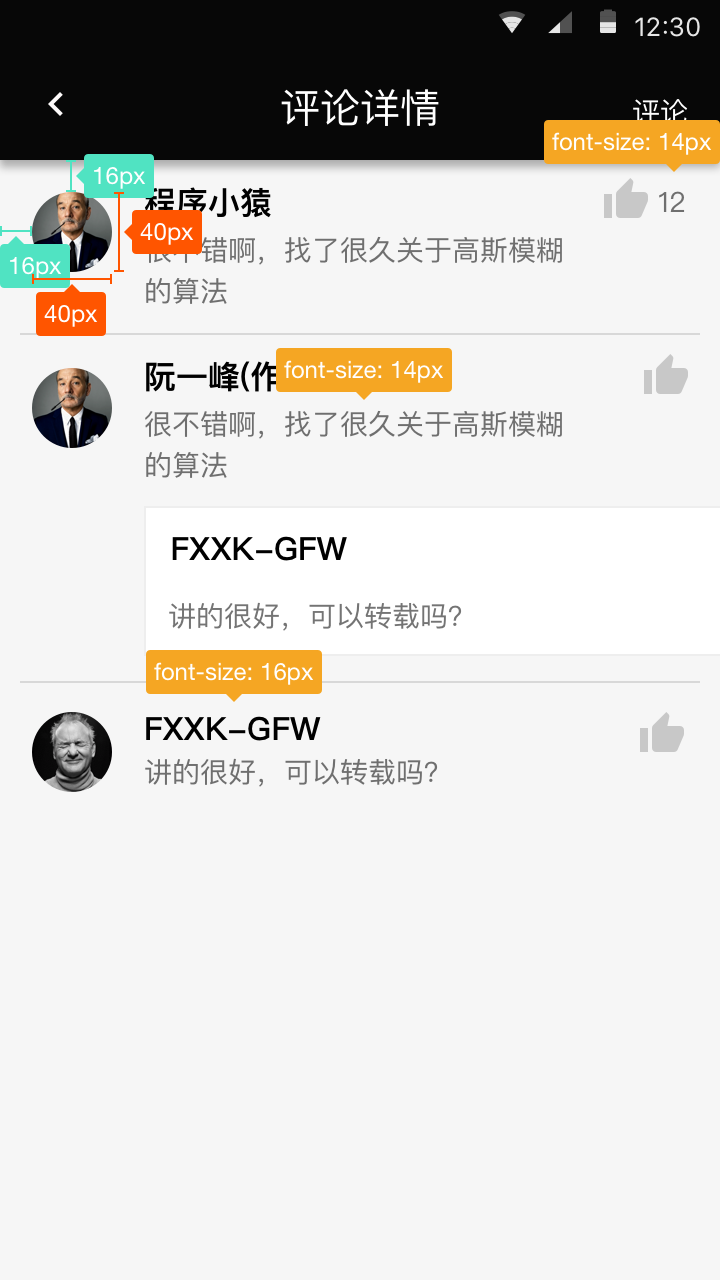 12:30
评论详情
评论
font-size: 14px
16px
程序小猿
12
40px
很不错啊，找了很久高斯模糊
的算法
16px
40px
阮一峰(作
font-size: 14px
很不错啊，找了很久关于高斯模糊
的算法
FXXK-GFW
讲的很好，可以转载吗？
font-size: 16px
FXXK-GFW
讲的很好，可以转载吗？